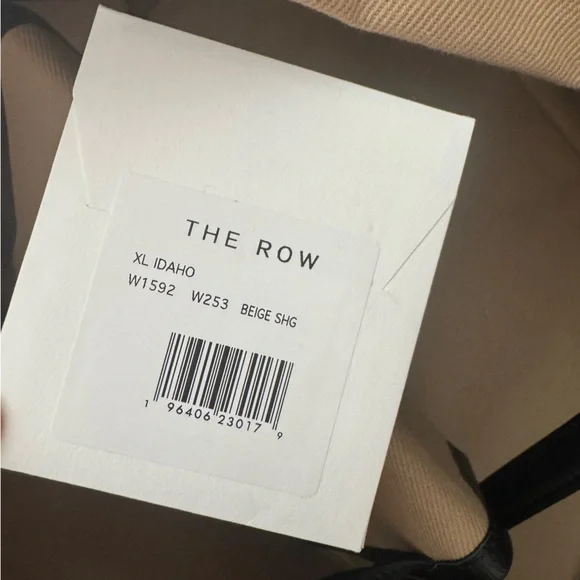 THE ROW
XL IDAHO
W1592 W253 BEIGE SHG
1 96406 23017 9